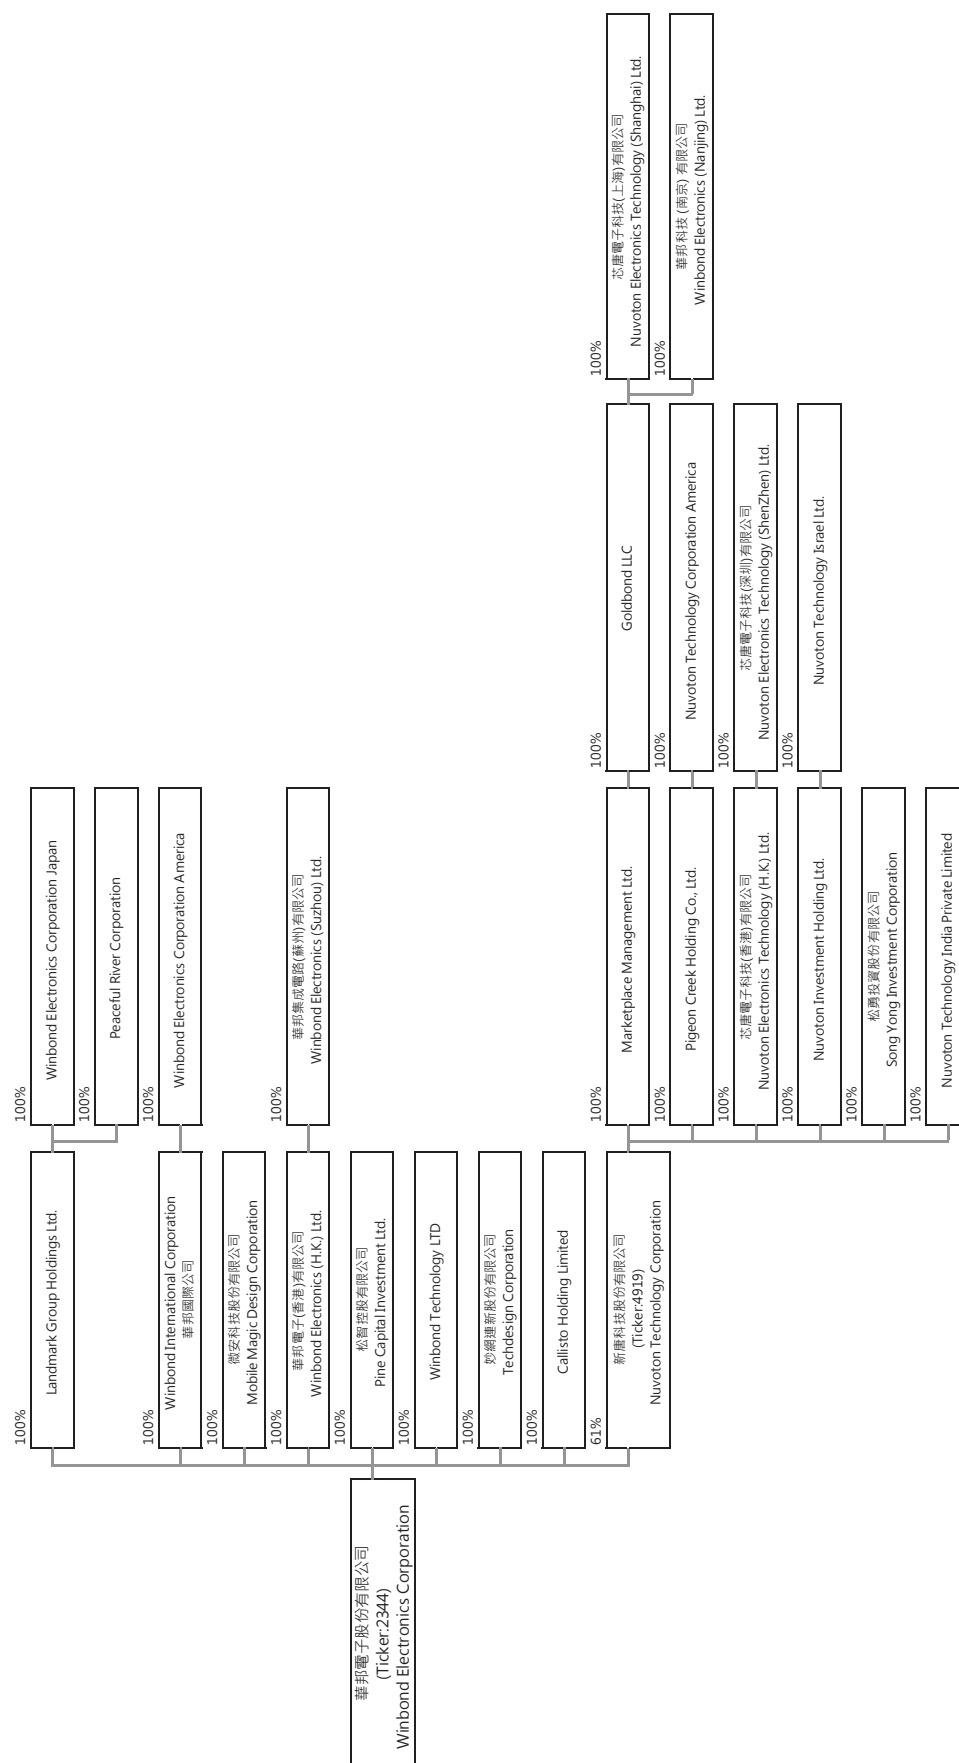 華邦電子股份有限公司
(Ticker:2344)
Winbond Electronics Corporation
100%
Landmark Group Holdings Ltd.
100%
Winbond Electronics Corporation Japan
100%
Peaceful River Corporation
100%
Winbond International Corporation
華邦國際公司
100%
Winbond Electronics Corporation America
100%
微安科技股份有限公司
Mobile Magic Design Corporation
100%
華邦電子(香港)有限公司
Winbond Electronics (H.K.) Ltd.
100%
華邦集成電路(蘇州)有限公司
Winbond Electronics (Suzhou) Ltd.
100%
松智控股有限公司
Pine Capital Investment Ltd.
100%
Winbond Technology LTD
100%
妙網連新股份有限公司
Techdesign Corporation
100%
Callisto Holding Limited
61%
新唐科技股份有限公司
(Ticker:4919)
Nuvoton Technology Corporation
100%
Marketplace Management Ltd.
100%
Goldbond LLC
100%
芯唐電子科技(上海)有限公司
Nuvoton Electronics Technology (Shanghai) Ltd.
100%
華邦科技 (南京) 有限公司
Winbond Electronics (Nanjing) Ltd.
100%
Pigeon Creek Holding Co., Ltd.
100%
Nuvoton Technology Corporation America
100%
芯唐電子科技(香港)有限公司
Nuvoton Electronics Technology (H.K.) Ltd.
100%
芯唐電子科技(深圳)有限公司
Nuvoton Electronics Technology (ShenZhen) Ltd.
100%
Nuvoton Investment Holding Ltd.
100%
Nuvoton Technology Israel Ltd.
100%
松勇投資股份有限公司
Song Yong Investment Corporation
100%
Nuvoton Technology India Private Limited